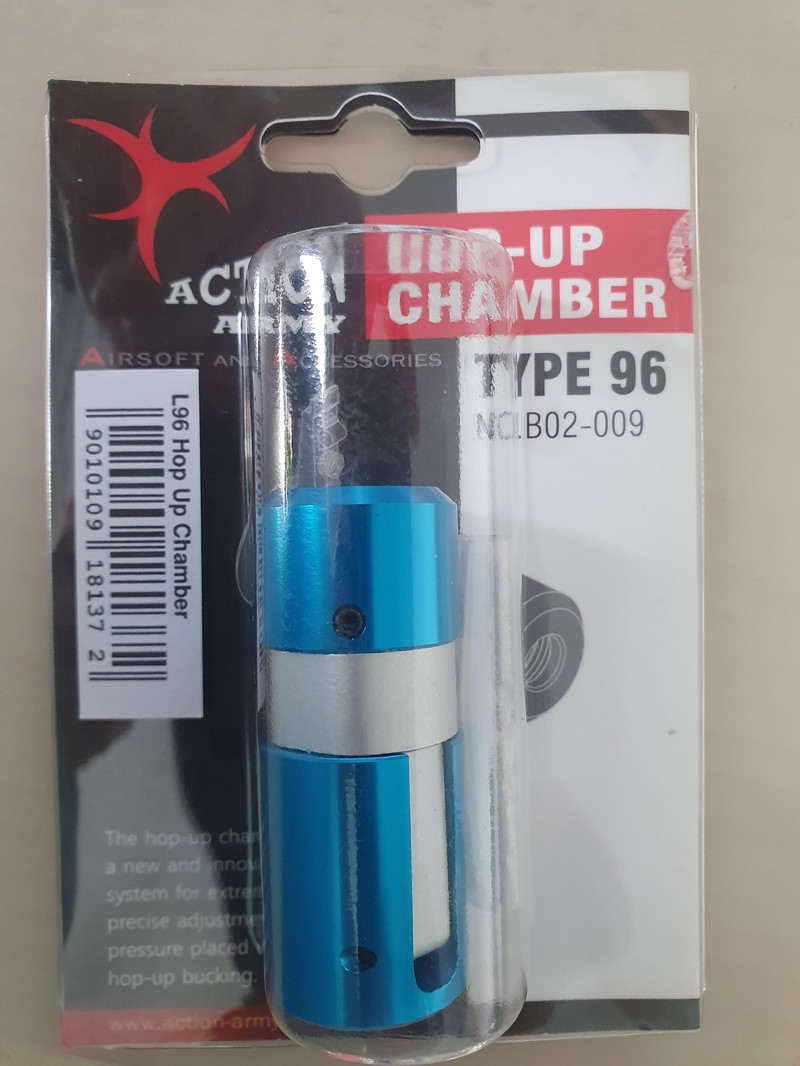 ACTION
ARMY
AIRSOFT AND ACCESSORIES
HOP-UP
CHAMBER
TYPE 96
NO.B02-009
L96 Hop Up Chamber
9010109 18137 2
The hop-up
a new and
system for
precise
pressure placed
hop-up bucking.
www.action-army